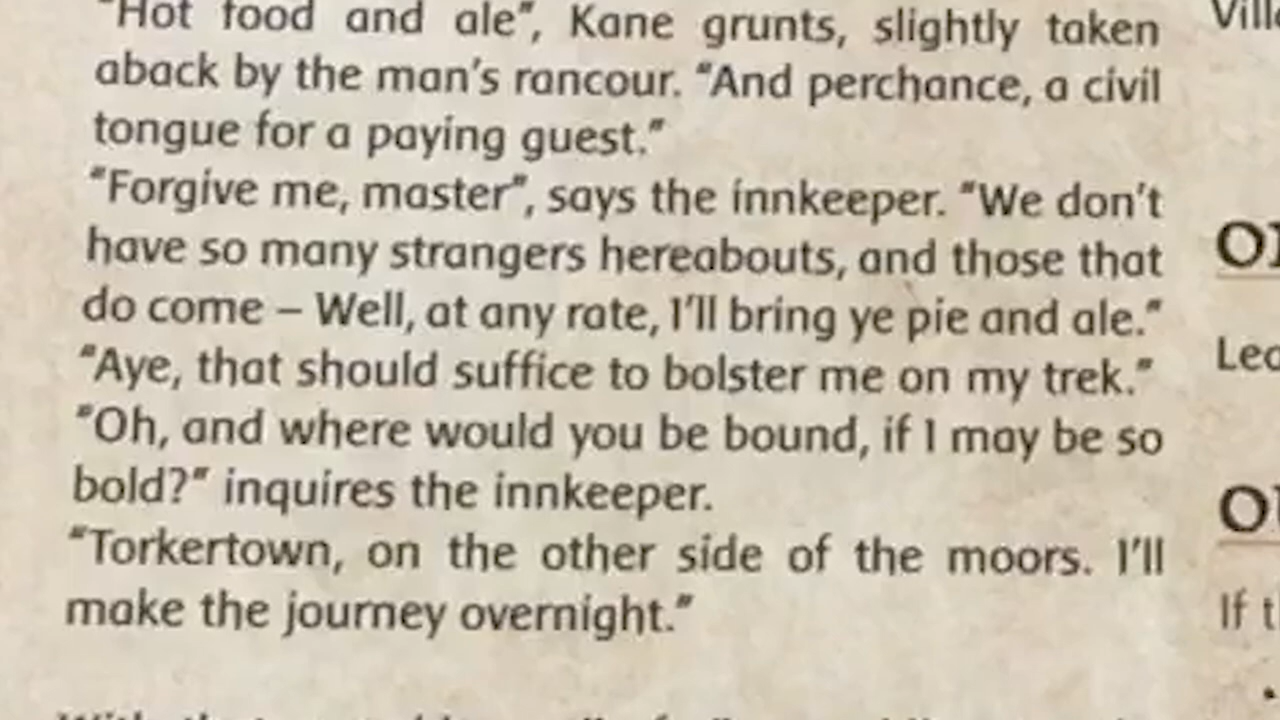 "Hot food and ale", Kane grunts, slightly taken
aback by the man's rancour. "And perchance, a civil
tongue for a paying guest."
"Forgive me, master", says the innkeeper. "We don't
have so many strangers hereabouts, and those that
do come – Well, at any rate, I'll bring ye pie and ale."
"Aye, that should suffice to bolster me on my trek."
"Oh, and where would you be bound, if I may be so
bold?" inquires the innkeeper.
"Torkertown, on the other side of the moors. I'll
make the journey overnight."
If